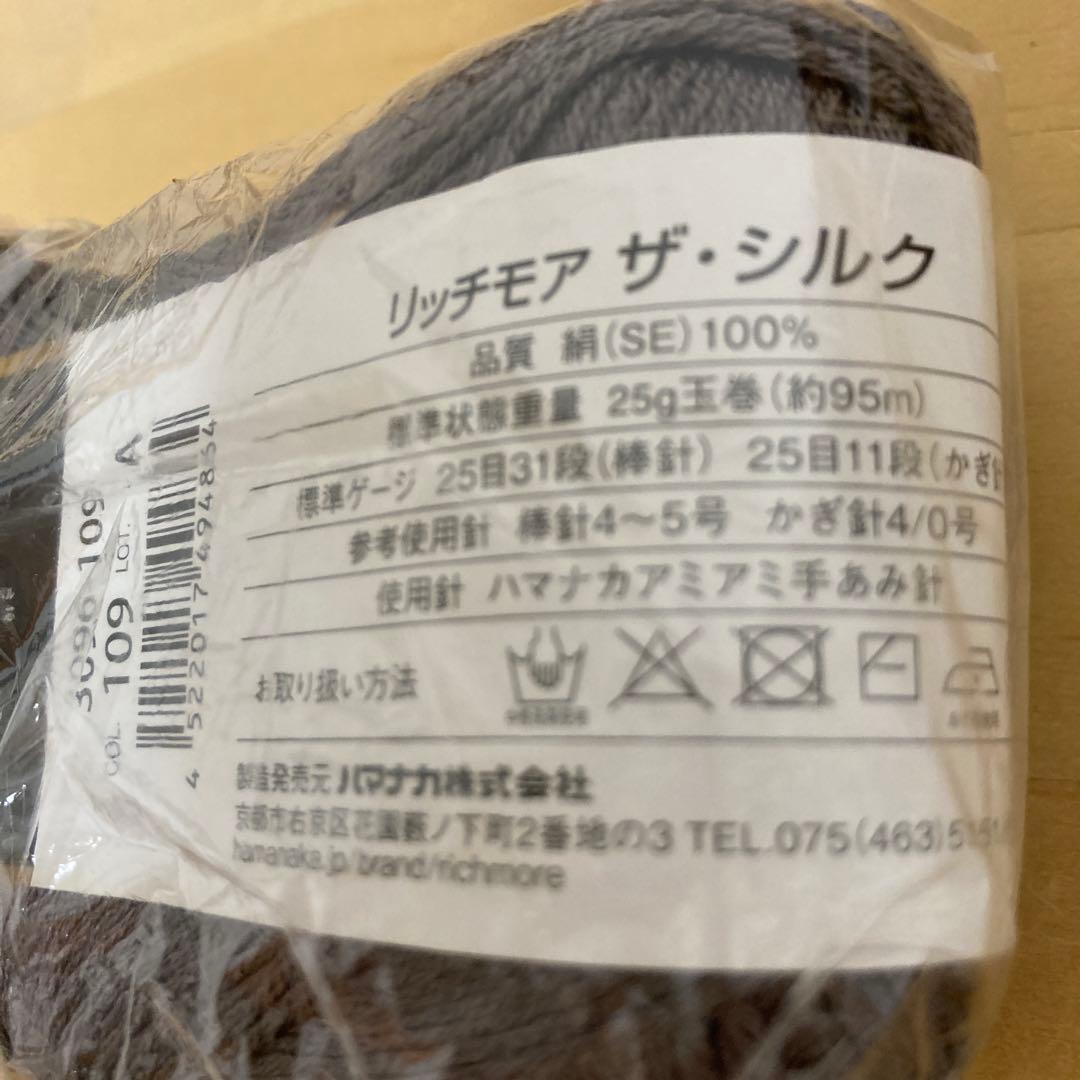 リッチモア ザ・シルク
品質 絹(SE)100%
標準状態重量 25g玉巻(約95m)
標準ゲージ 25目31段(棒針) 25目11段(かぎ針
参考使用針 棒針4〜5号 かぎ針4/0号
使用針 ハマナカアミアミ手あみ針
お取り扱い方法
製造発売元 ハマナカ株式会社
京都市右京区花園薮ノ下町2番地の3 TEL.075(463)
hamanaka.jp/brand/richmore
3096 109
COL. 109 LOT. A
4 522017 494854